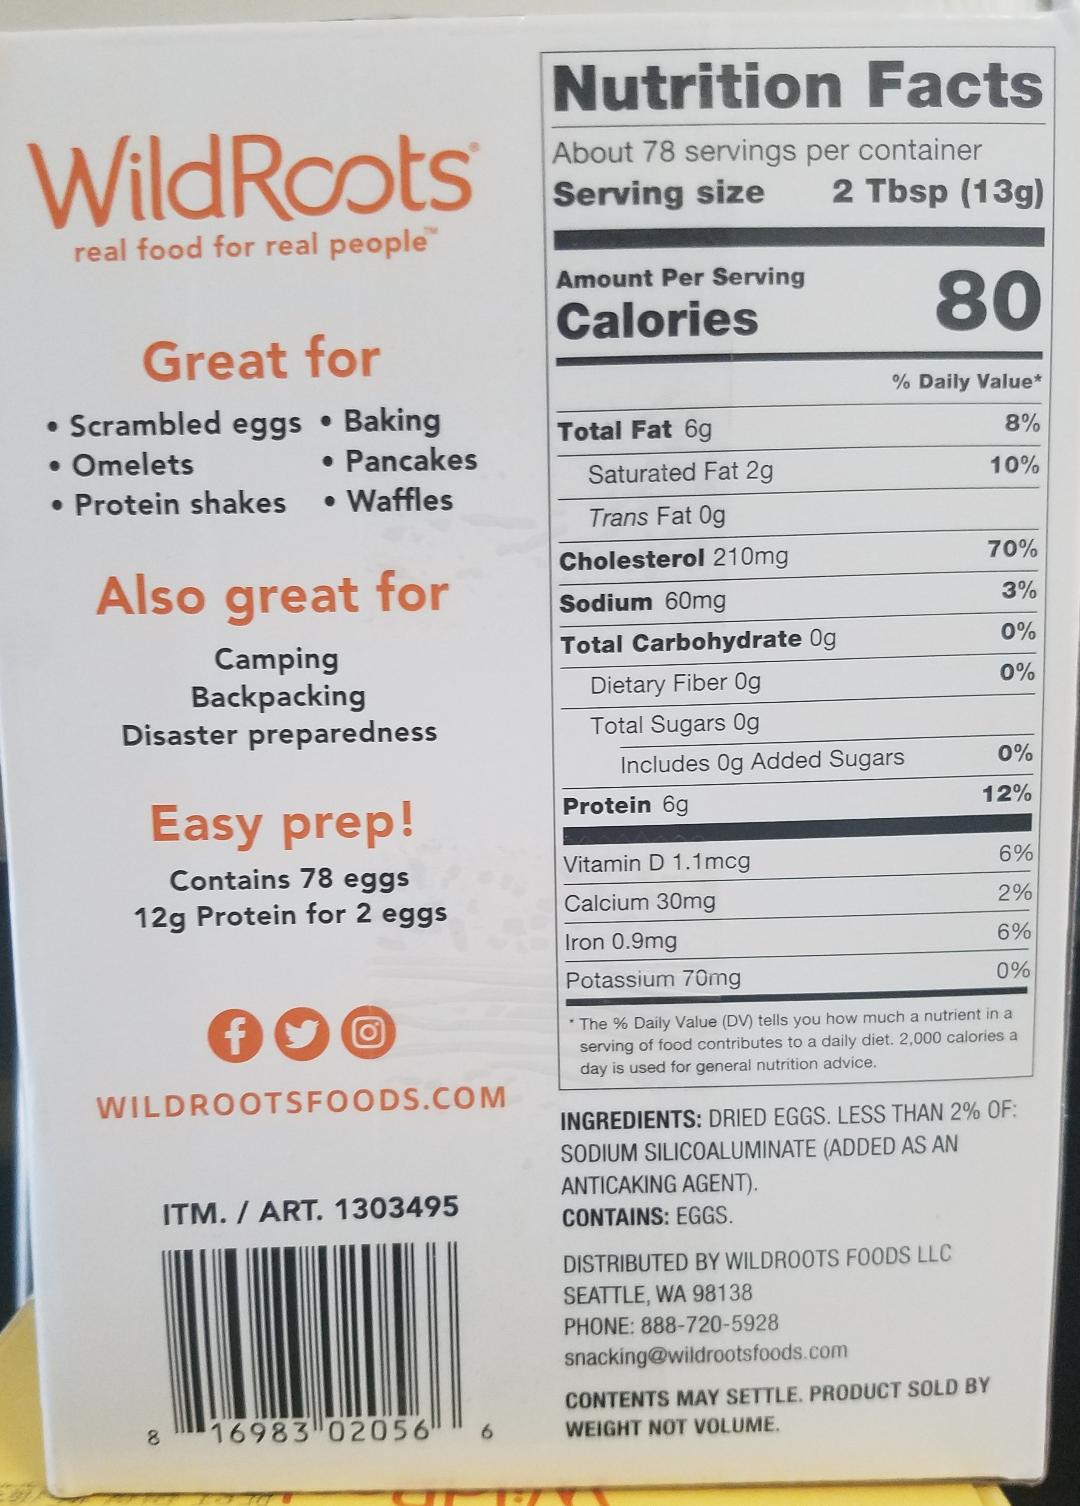 WildRoots®
real food for real people™
Great for
• Scrambled eggs • Baking
• Omelets • Pancakes
• Protein shakes • Waffles
Also great for
Camping
Backpacking
Disaster preparedness
Easy prep!
Contains 78 eggs
12g Protein for 2 eggs
WILDROOTSFOODS.COM
ITM. / ART. 1303495
8 16983 02056 6
Nutrition Facts
About 78 servings per container
Serving size 2 Tbsp (13g)
Amount Per Serving
Calories 80
% Daily Value*
Total Fat 6g 8%
Saturated Fat 2g 10%
Trans Fat 0g
Cholesterol 210mg 70%
Sodium 60mg 3%
Total Carbohydrate 0g 0%
Dietary Fiber 0g 0%
Total Sugars 0g
Includes 0g Added Sugars 0%
Protein 6g 12%
Vitamin D 1.1mcg 6%
Calcium 30mg 2%
Iron 0.9mg 6%
Potassium 70mg 0%
* The % Daily Value (DV) tells you how much a nutrient in a
serving of food contributes to a daily diet. 2,000 calories a
day is used for general nutrition advice.
INGREDIENTS: DRIED EGGS. LESS THAN 2% OF:
SODIUM SILICOALUMINATE (ADDED AS AN
ANTICAKING AGENT).
CONTAINS: EGGS.
DISTRIBUTED BY WILDROOTS FOODS LLC
SEATTLE, WA 98138
PHONE: 888-720-5928
snacking@wildrootsfoods.com
CONTENTS MAY SETTLE. PRODUCT SOLD BY
WEIGHT NOT VOLUME.